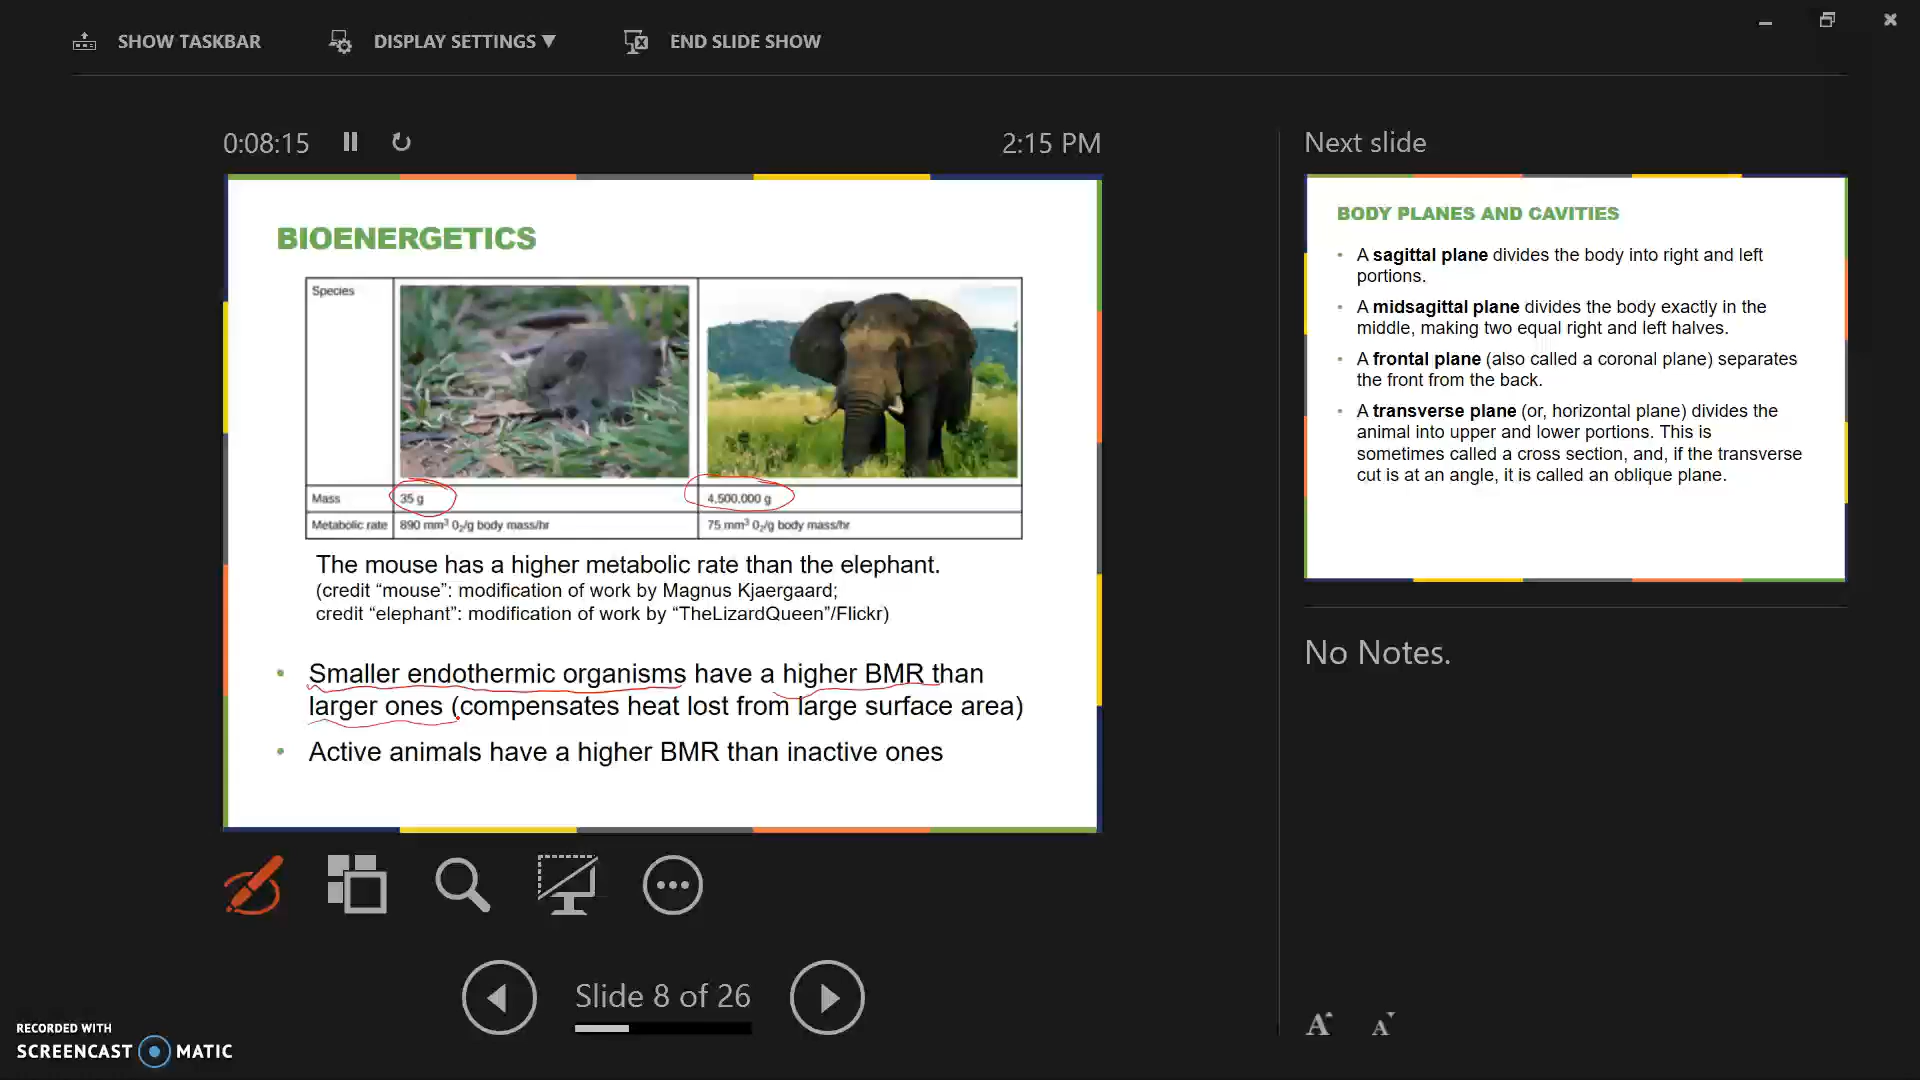 SHOW TASKBAR
DISPLAY SETTINGS ▼
END SLIDE SHOW
0:08:15
2:15 PM
BIOENERGETICS
Species
Mass
35 g
4,500,000 g
Metabolic rate
890 mm³ 0₂/g body mass/hr
75 mm³ 0₂/g body mass/hr
The mouse has a higher metabolic rate than the elephant.
(credit “mouse”: modification of work by Magnus Kjaergaard;
credit “elephant”: modification of work by “TheLizardQueen”/Flickr)
• Smaller endothermic organisms have a higher BMR than
larger ones (compensates heat lost from large surface area)
• Active animals have a higher BMR than inactive ones
Slide 8 of 26
Next slide
BODY PLANES AND CAVITIES
• A sagittal plane divides the body into right and left
portions.
• A midsagittal plane divides the body exactly in the
middle, making two equal right and left halves.
• A frontal plane (also called a coronal plane) separates
the front from the back.
• A transverse plane (or, horizontal plane) divides the
animal into upper and lower portions. This is
sometimes called a cross section, and, if the transverse
cut is at an angle, it is called an oblique plane.
No Notes.
A A
RECORDED WITH
SCREENCAST MATIC